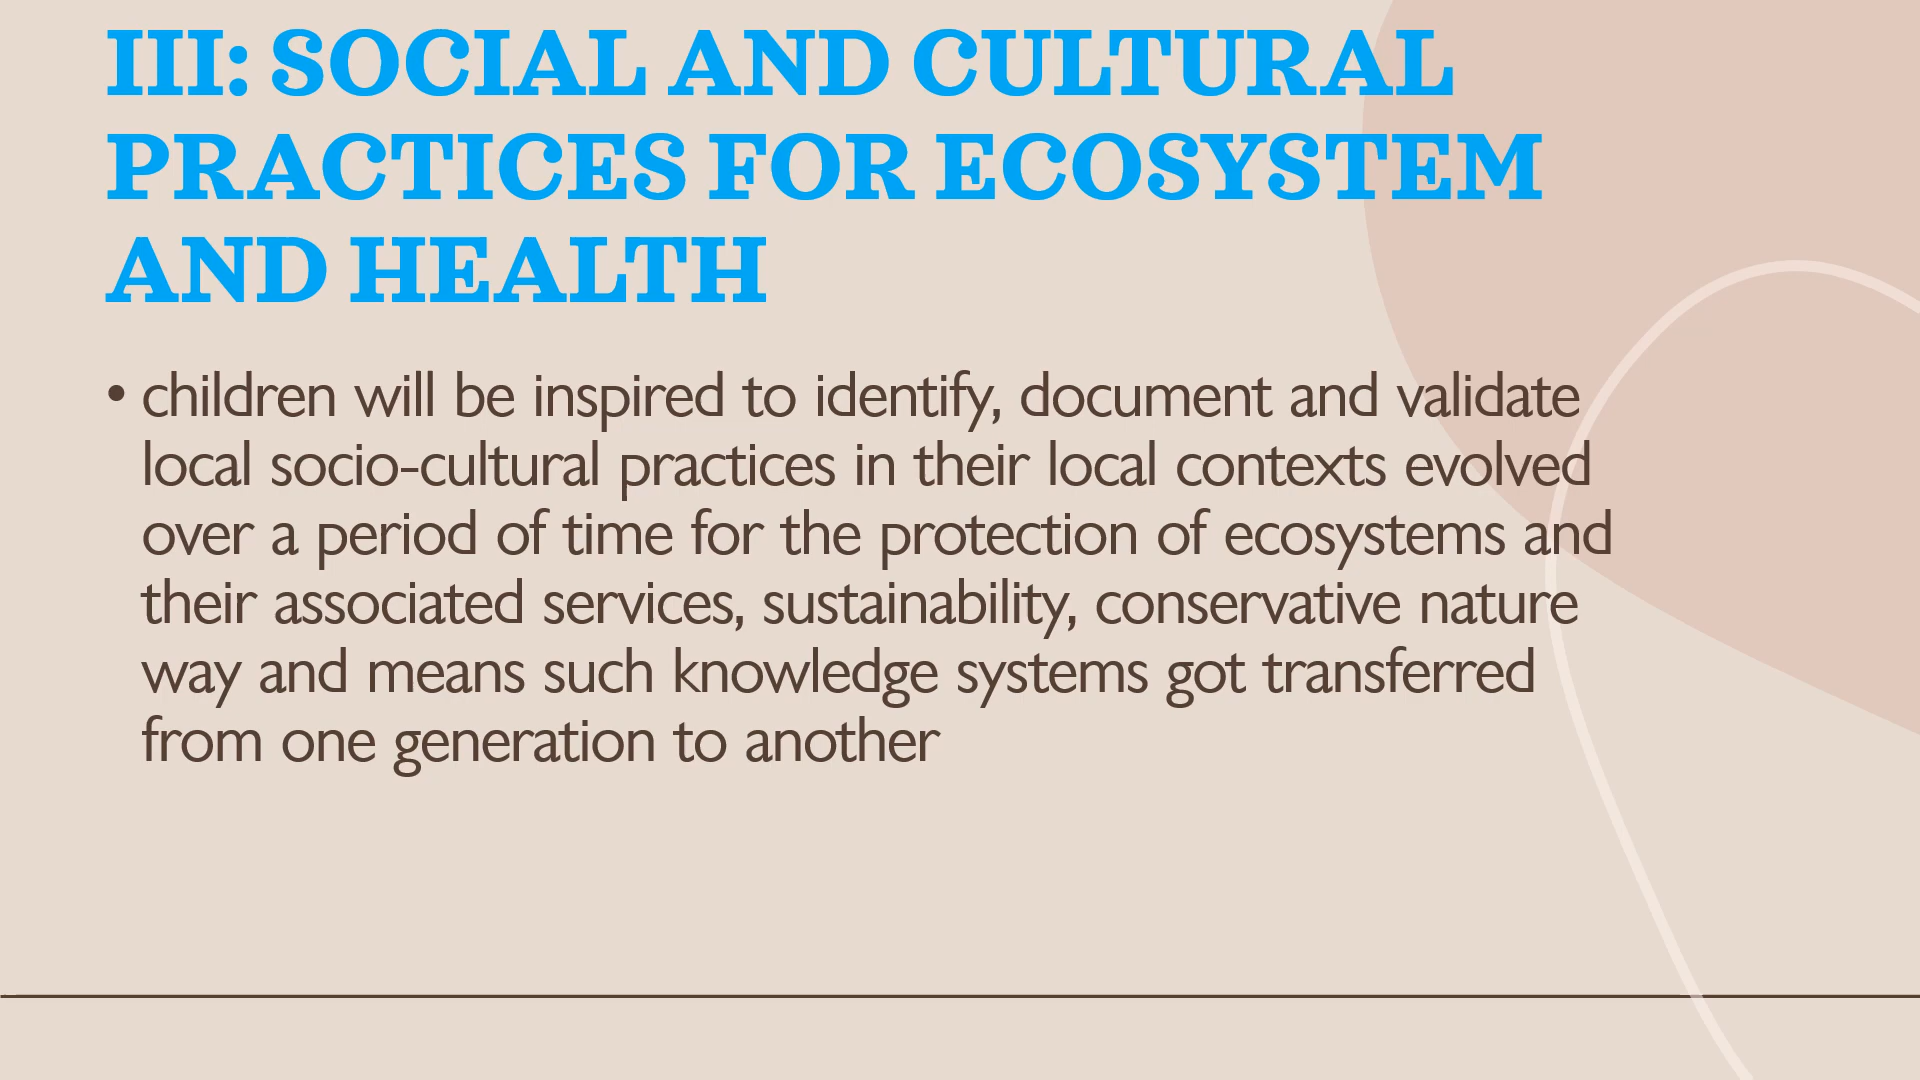 III: SOCIAL AND CULTURAL
PRACTICES FOR ECOSYSTEM
AND HEALTH
• children will be inspired to identify, document and validate
local socio-cultural practices in their local contexts evolved
over a period of time for the protection of ecosystems and
their associated services, sustainability, conservative nature
way and means such knowledge systems got transferred
from one generation to another